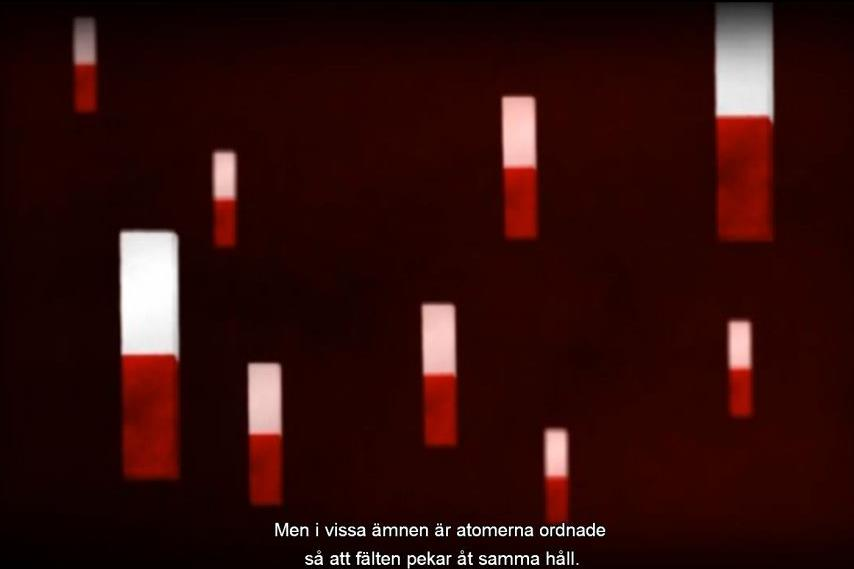 Men i vissa ämnen är atomerna ordnade
så att fälten pekar åt samma håll.